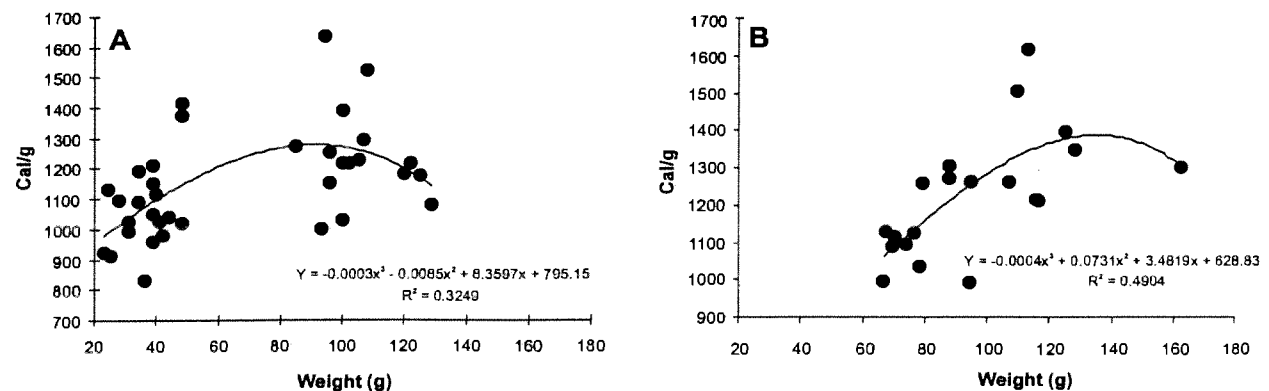 A
1700
1600
1500
1400
1300
1200
1100
1000
900
800
700
Cal/g
20 40 60 80 100 120 140 160 180
Weight (g)
Y = -0.0003x³ - 0.0085x² + 8.3597x + 795.15
R² = 0.3249
B
1700
1600
1500
1400
1300
1200
1100
1000
900
Cal/g
20 40 60 80 100 120 140 160 180
Weight (g)
Y = -0.0004x³ + 0.0731x² + 3.4819x + 628.83
R² = 0.4904